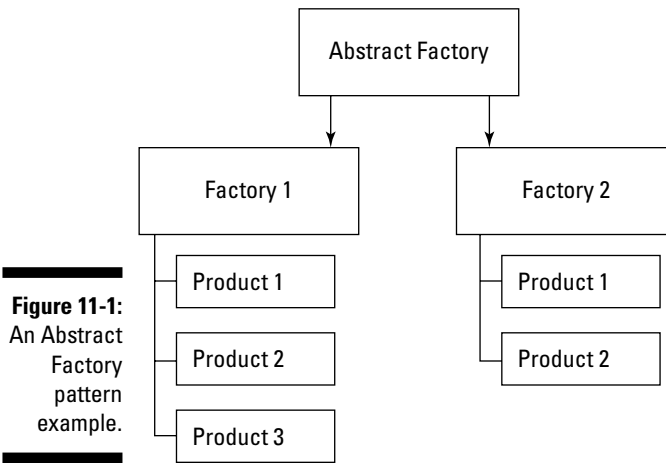 Abstract Factory
Factory 1
Factory 2
Product 1
Product 1
Product 2
Product 2
Product 3
Figure 11-1:
An Abstract
Factory
pattern
example.